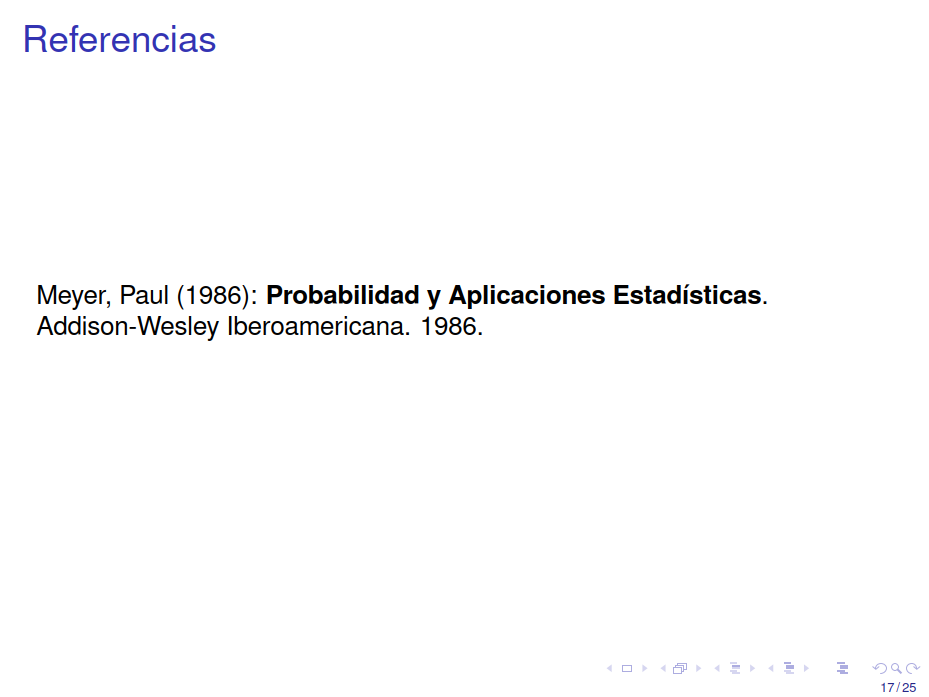 Referencias
Meyer, Paul (1986): Probabilidad y Aplicaciones Estadísticas.
Addison-Wesley Iberoamericana. 1986.
17/25